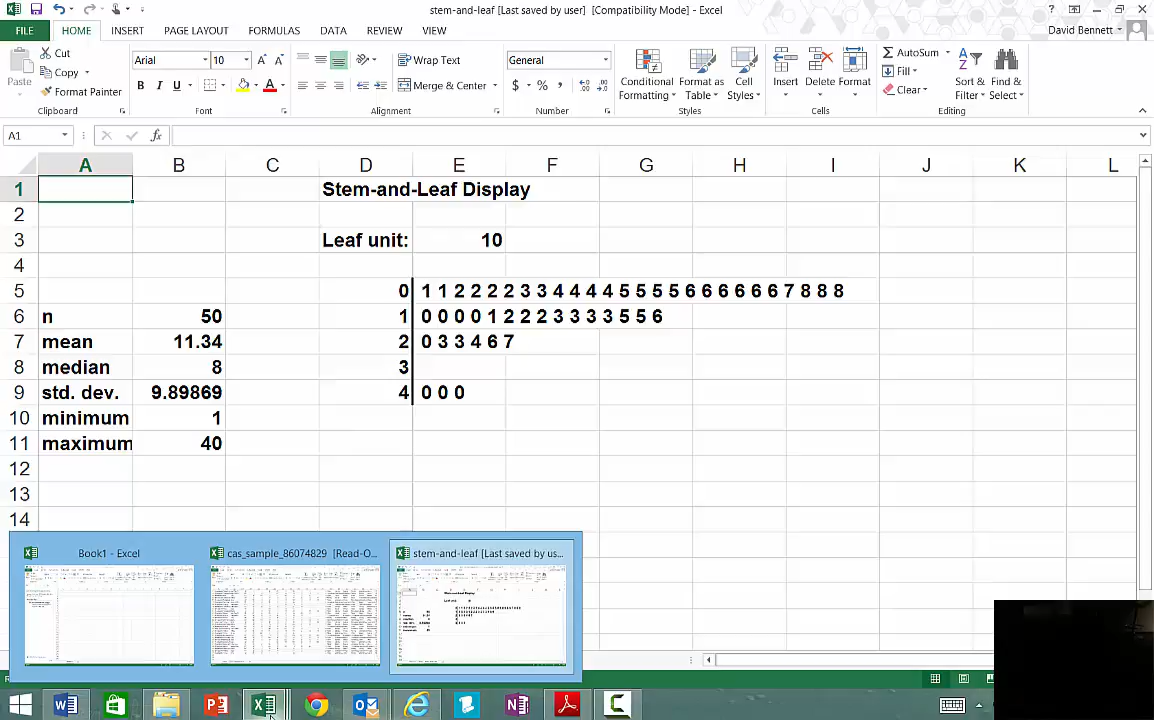 stem-and-leaf [Last saved by user] [Compatibility Mode] - Excel
FILE HOME INSERT PAGE LAYOUT FORMULAS DATA REVIEW VIEW David Bennett
Paste
Cut
Copy
Format Painter
Clipboard
Arial 10
B I U
Font
Wrap Text
Merge & Center
Alignment
General
$ % ,
Number
Conditional Formatting
Format as Table
Cell Styles
Styles
Insert Delete Format
Cells
AutoSum
Fill
Clear
Sort & Filter
Find & Select
Editing
A1 fx
A B C D E F G H I J K L
1 Stem-and-Leaf Display
2
3 Leaf unit: 10
4
5 0 1 1 2 2 2 2 3 3 4 4 4 4 5 5 5 5 6 6 6 6 6 6 7 8 8 8
6 n 50 1 0 0 0 0 1 2 2 2 3 3 3 3 5 5 6
7 mean 11.34 2 0 3 3 4 6 7
8 median 8 3
9 std. dev. 9.89869 4 0 0 0
10 minimum 1
11 maximum 40
12
13
14
Book1 - Excel
cas_sample_86074829 [Read-O...
stem-and-leaf [Last saved by us...